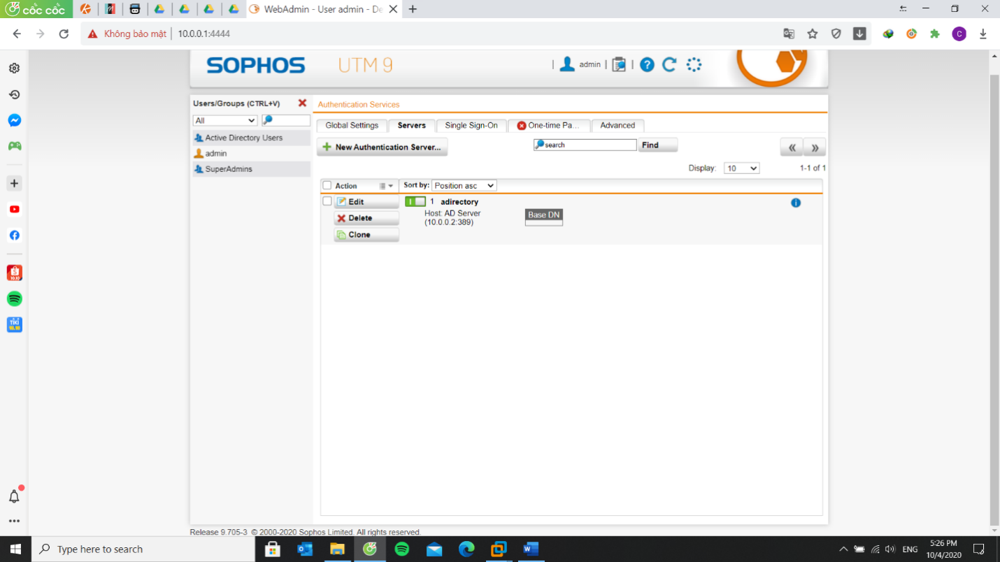 cốc cốc
WebAdmin - User admin - De
Không bảo mật 10.0.0.1:4444
C
SOPHOS UTM 9
| admin | |
Users/Groups (CTRL+V)
All
Active Directory Users
admin
SuperAdmins
Authentication Services
Global Settings Servers Single Sign-On One-time Pa... Advanced
New Authentication Server...
search Find
Display: 10 1-1 of 1
Action Sort by: Position asc
Edit 1 adirectory
Host: AD Server
(10.0.0.2:389)
Base DN
Delete
Clone
TIKI
Release 9.705-3 © 2000-2020 Sophos Limited. All rights reserved.
Type here to search
ENG
5:26 PM
10/4/2020